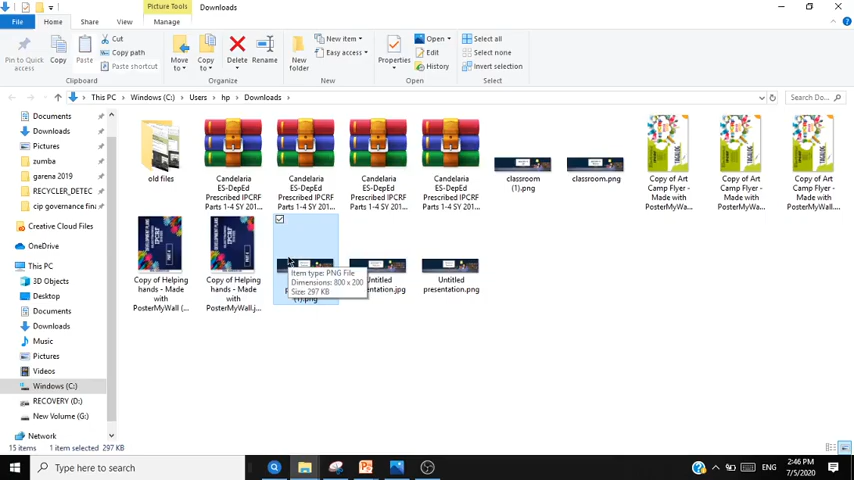 Picture Tools
Downloads
File
Home
Share
View
Manage
Pin to Quick access
Copy
Paste
Cut
Copy path
Paste shortcut
Clipboard
Move to
Copy to
Delete
Rename
Organize
New folder
New item
Easy access
New
Properties
Open
Edit
History
Open
Select all
Select none
Invert selection
Select
This PC
Windows (C:)
Users
hp
Downloads
Search Do...
Documents
Downloads
Pictures
zumba
garena 2019
RECYCLER_DETEC
cip governance fina
Creative Cloud Files
OneDrive
This PC
3D Objects
Desktop
Documents
Downloads
Music
Pictures
Videos
Windows (C:)
RECOVERY (D:)
New Volume (G:)
Network
old files
Candelaria
ES-DepEd
Prescribed IPCRF
Parts 1-4 SY 201...
Candelaria
ES-DepEd
Prescribed IPCRF
Parts 1-4 SY 201...
Candelaria
ES-DepEd
Prescribed IPCRF
Parts 1-4 SY 201...
Candelaria
ES-DepEd
Prescribed IPCRF
Parts 1-4 SY 201...
classroom
(1).png
classroom.png
Copy of Art
Camp Flyer -
Made with
PosterMyWa...
Copy of Art
Camp Flyer -
Made with
PosterMyWa...
Copy of Art
Camp Flyer -
Made with
PosterMyWa...
Copy of Helping
hands - Made
with
PosterMyWall (...
Copy of Helping
hands - Made
with
PosterMyWall.j...
(1).png
Item type: PNG File
Dimensions: 800 x 200
Size: 297 KB
Untitled
entation.jpg
Untitled
presentation.png
15 items
1 item selected 297 KB
Type here to search
ENG
2:46 PM
7/5/2020